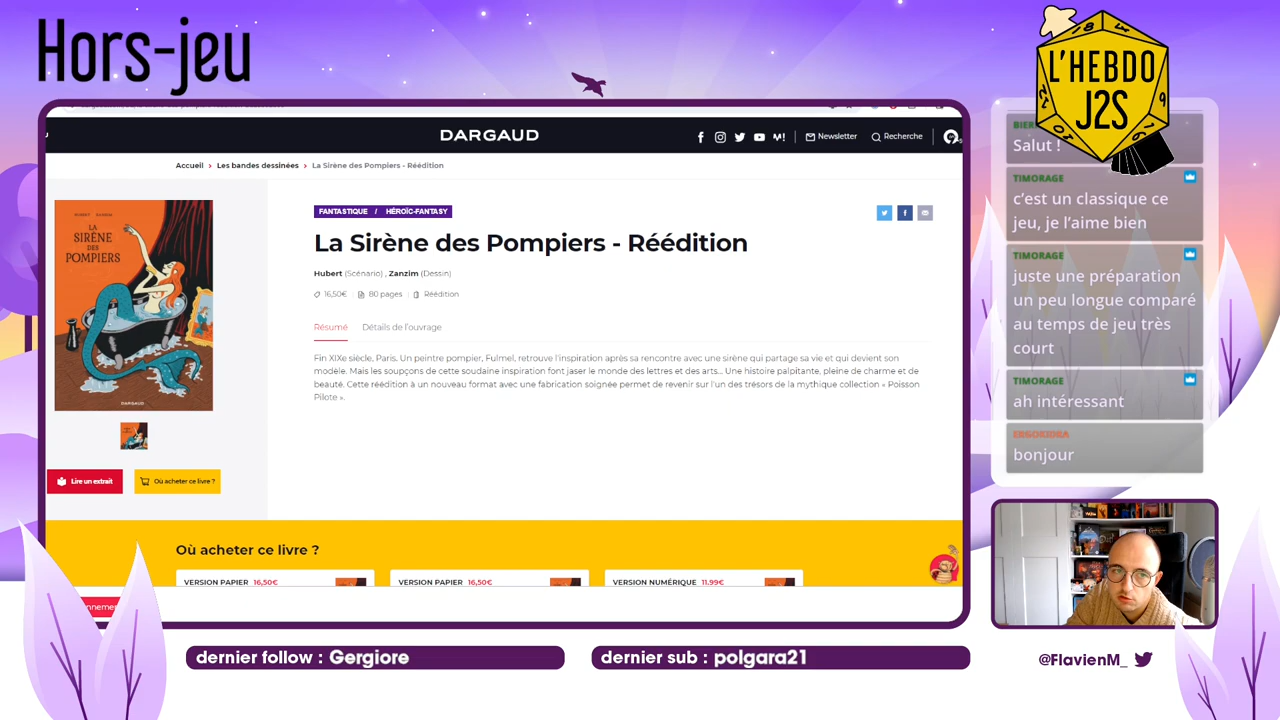 Hors-jeu
L'HEBDO
J2S
18
4
12
9
DARGAUD
Newsletter
Recherche
Accueil > Les bandes dessinées > La Sirène des Pompiers - Réédition
HUBERT ZANZIM
LA
SIRÈNE
DES
POMPIERS
DARGAUD
Lire un extrait
Où acheter ce livre ?
FANTASTIQUE / HÉROÏC-FANTASY
La Sirène des Pompiers - Réédition
Hubert (Scénario) , Zanzim (Dessin)
16,50€ 80 pages Réédition
Résumé Détails de l'ouvrage
Fin XIXe siècle, Paris. Un peintre pompier, Fulmel, retrouve l'inspiration après sa rencontre avec une sirène qui partage sa vie et qui devient son
modèle. Mais les soupçons de cette soudaine inspiration font jaser le monde des lettres et des arts... Une histoire palpitante, pleine de charme et de
beauté. Cette réédition à un nouveau format avec une fabrication soignée permet de revenir sur l'un des trésors de la mythique collection « Poisson
Pilote ».
Où acheter ce livre ?
VERSION PAPIER 16,50€
VERSION PAPIER 16,50€
VERSION NUMÉRIQUE 11.99€
BIER
Salut !
TIMORAGE
c'est un classique ce
jeu, je l'aime bien
TIMORAGE
juste une préparation
un peu longue comparé
au temps de jeu très
court
TIMORAGE
ah intéressant
bonjour
dernier follow : Gergiore
dernier sub : polgara21
@FlavienM_